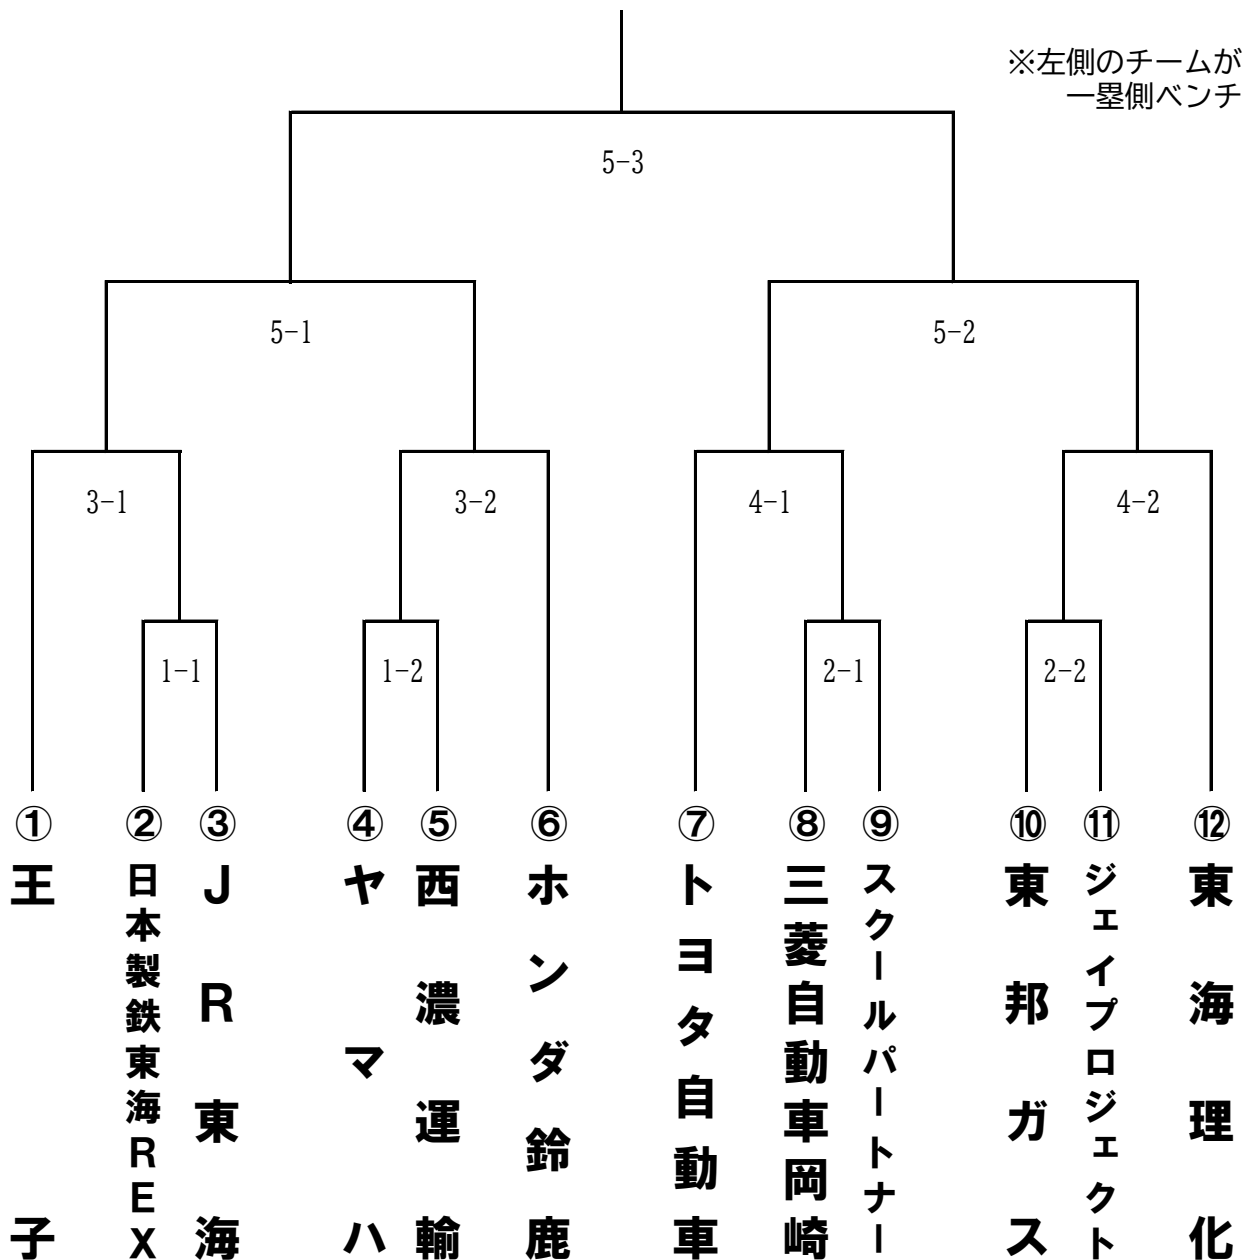 ※左側のチームが
一塁側ベンチ
5-3
5-1
5-2
3-1
3-2
4-1
4-2
1-1
1-2
2-1
2-2
①
②
③
④
⑤
⑥
⑦
⑧
⑨
⑩
⑪
⑫
王子
日本製鉄東海REX
JR東海
ヤマハ
西濃運輸
ホンダ鈴鹿
トヨタ自動車
三菱自動車岡崎
スクールパートナー
東邦ガス
ジェイプロジェクト
東海理化